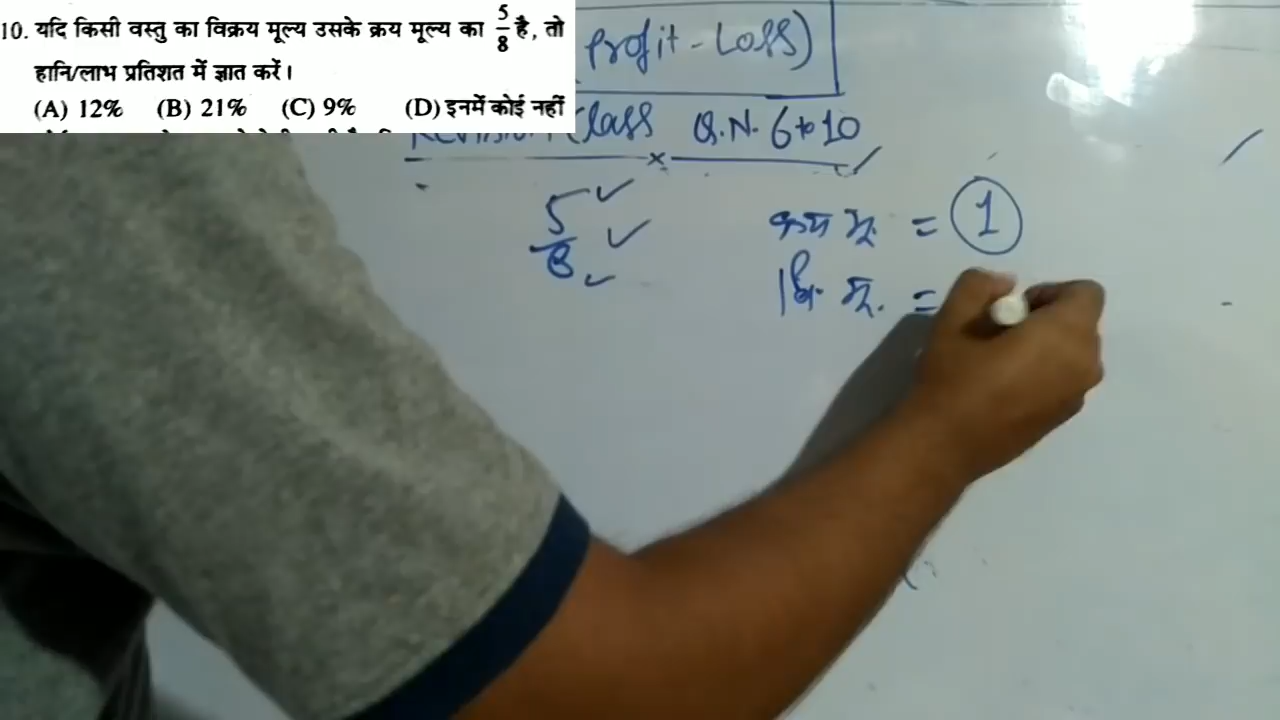 10. यदि किसी वस्तु का विक्रय मूल्य उसके क्रय मूल्य का 5/8 है, तो
हानि/लाभ प्रतिशत में ज्ञात करें।
(A) 12% (B) 21% (C) 9% (D) इनमें कोई नहीं
Profit - Loss)
Class Q.N. 6 to 10
5/8
क्रय मू. = 1
वि. मू. =